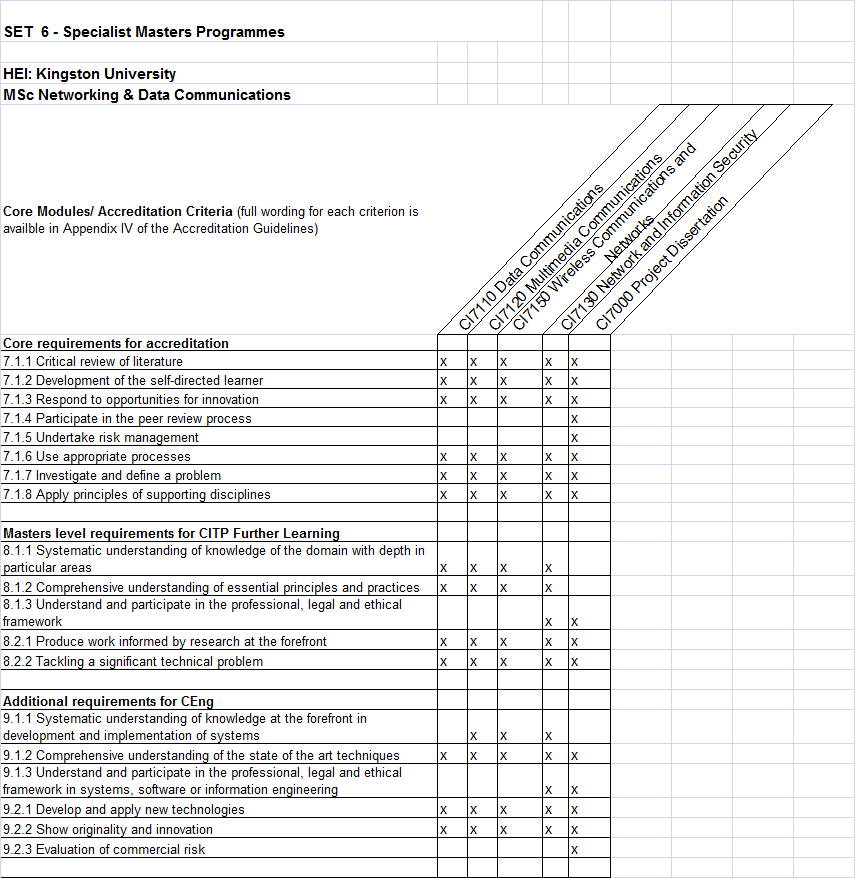 SET 6 - Specialist Masters Programmes
HEI: Kingston University
MSc Networking & Data Communications
Core Modules/ Accreditation Criteria (full wording for each criterion is
availble in Appendix IV of the Accreditation Guidelines)
CI7110 Data Communications
CI7120 Multimedia Communications
CI7150 Wireless Communications and
Networks
CI7130 Network and Information Security
CI7000 Project Dissertation
Core requirements for accreditation
7.1.1 Critical review of literature x x x x x
7.1.2 Development of the self-directed learner x x x x x
7.1.3 Respond to opportunities for innovation x x x x x
7.1.4 Participate in the peer review process x
7.1.5 Undertake risk management x
7.1.6 Use appropriate processes x x x x x
7.1.7 Investigate and define a problem x x x x x
7.1.8 Apply principles of supporting disciplines x x x x x
Masters level requirements for CITP Further Learning
8.1.1 Systematic understanding of knowledge of the domain with depth in
particular areas x x x x
8.1.2 Comprehensive understanding of essential principles and practices x x x x
8.1.3 Understand and participate in the professional, legal and ethical
framework x x
8.2.1 Produce work informed by research at the forefront x x x x x
8.2.2 Tackling a significant technical problem x x x x x
Additional requirements for CEng
9.1.1 Systematic understanding of knowledge at the forefront in
development and implementation of systems x x x
9.1.2 Comprehensive understanding of the state of the art techniques x x x x x
9.1.3 Understand and participate in the professional, legal and ethical
framework in systems, software or information engineering x x
9.2.1 Develop and apply new technologies x x x x x
9.2.2 Show originality and innovation x x x x x
9.2.3 Evaluation of commercial risk x